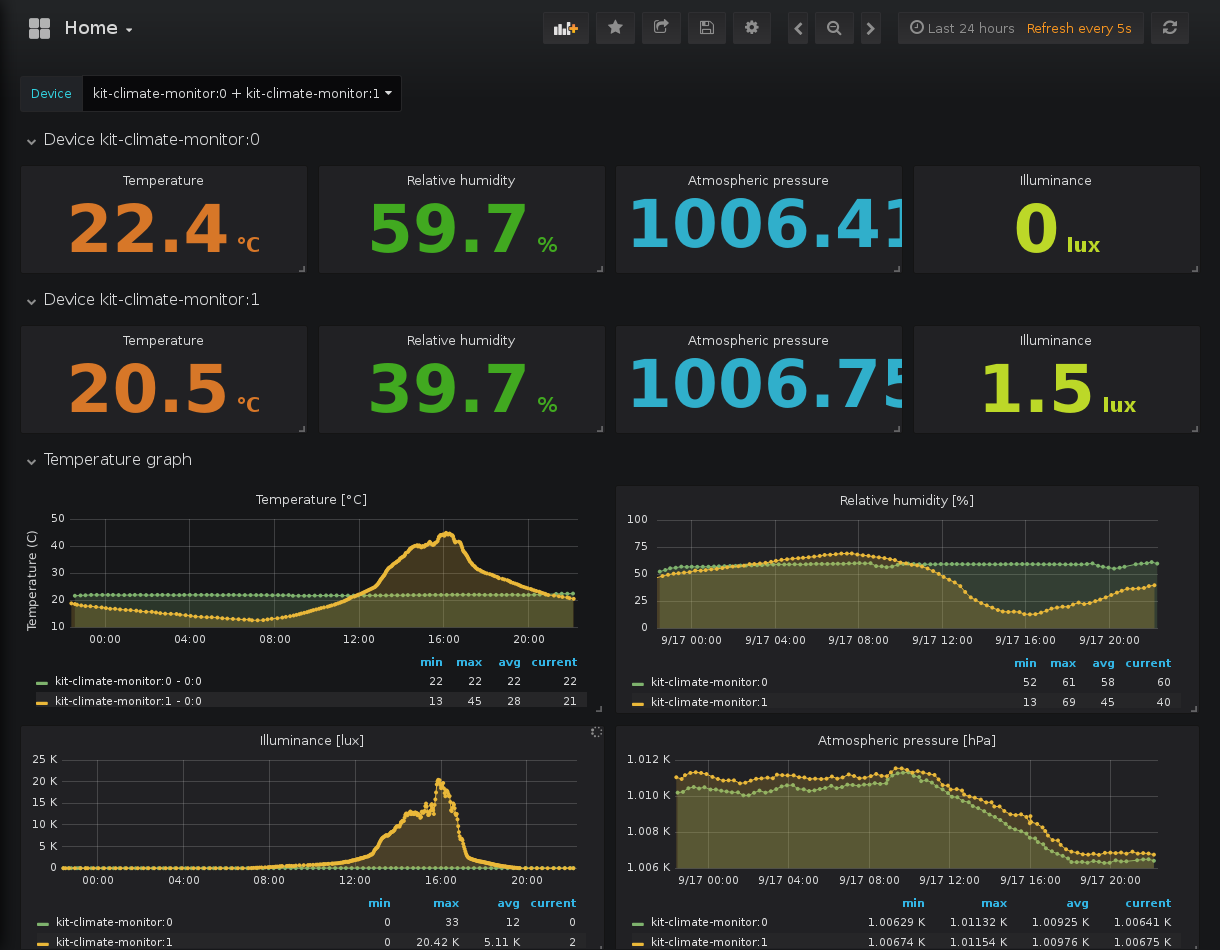 Home
Last 24 hours Refresh every 5s
Device kit-climate-monitor:0 + kit-climate-monitor:1
Device kit-climate-monitor:0
Temperature Relative humidity Atmospheric pressure Illuminance
22.4 °C 59.7 % 1006.41 0 lux
Device kit-climate-monitor:1
Temperature Relative humidity Atmospheric pressure Illuminance
20.5 °C 39.7 % 1006.75 1.5 lux
Temperature graph
Temperature [°C]
Temperature (C)
50
40
30
20
10
00:00 04:00 08:00 12:00 16:00 20:00
min max avg current
kit-climate-monitor:0 - 0:0 22 22 22 22
kit-climate-monitor:1 - 0:0 13 45 28 21
Relative humidity [%]
100
75
50
25
0
9/17 00:00 9/17 04:00 9/17 08:00 9/17 12:00 9/17 16:00 9/17 20:00
min max avg current
kit-climate-monitor:0 52 61 58 60
kit-climate-monitor:1 13 69 45 40
Illuminance [lux]
25 K
20 K
15 K
10 K
5 K
0
00:00 04:00 08:00 12:00 16:00 20:00
min max avg current
kit-climate-monitor:0 0 33 12 0
kit-climate-monitor:1 0 20.42 K 5.11 K 2
Atmospheric pressure [hPa]
1.012 K
1.010 K
1.008 K
1.006 K
9/17 00:00 9/17 04:00 9/17 08:00 9/17 12:00 9/17 16:00 9/17 20:00
min max avg current
kit-climate-monitor:0 1.00629 K 1.01132 K 1.00925 K 1.00641 K
kit-climate-monitor:1 1.00674 K 1.01154 K 1.00976 K 1.00675 K